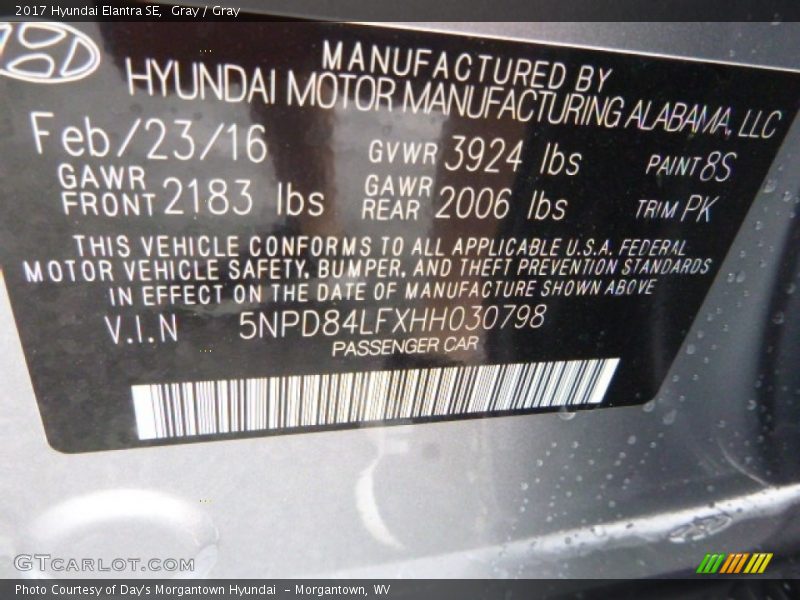 2017 Hyundai Elantra SE,  Gray / Gray
MANUFACTURED BY
HYUNDAI MOTOR MANUFACTURING ALABAMA, LLC
Feb/23/16 GVWR 3924 lbs PAINT 8S
GAWR FRONT 2183 lbs GAWR REAR 2006 lbs TRIM PK
THIS VEHICLE CONFORMS TO ALL APPLICABLE U.S.A. FEDERAL
MOTOR VEHICLE SAFETY, BUMPER, AND THEFT PREVENTION STANDARDS
IN EFFECT ON THE DATE OF MANUFACTURE SHOWN ABOVE
V.I.N 5NPD84LFXHH030798
PASSENGER CAR
GTCARLOT.COM
Photo Courtesy of Day's Morgantown Hyundai  - Morgantown, WV